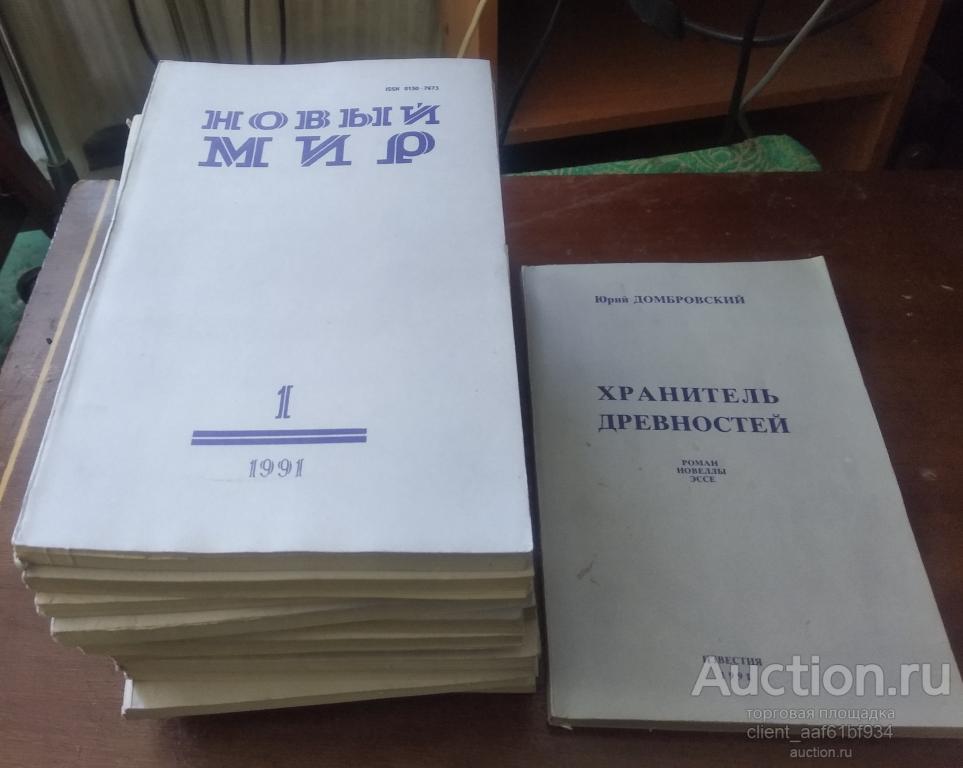 ISSN 0130-7673
НОВЫЙ
МИР
1
1991
Юрий ДОМБРОВСКИЙ
ХРАНИТЕЛЬ
ДРЕВНОСТЕЙ
РОМАН
НОВЕЛЛЫ
ЭССЕ
ИЗВЕСТИЯ
Auction.ru
торговая площадка
client_aaf61bf934
auction.ru